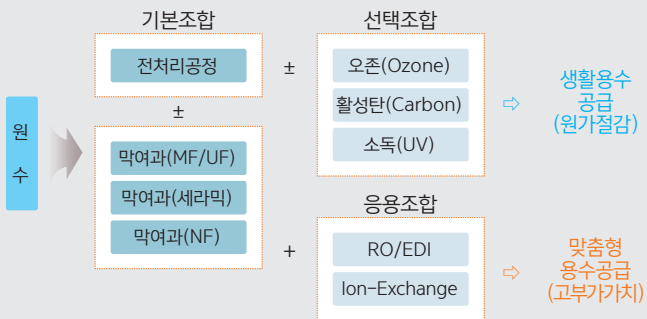 기본조합
선택조합
원
수
전처리공정
±
±
막여과(MF/UF)
막여과(세라믹)
막여과(NF)
오존(Ozone)
활성탄(Carbon)
소독(UV)
⇨
생활용수
공급
(원가절감)
응용조합
+
RO/EDI
Ion-Exchange
⇨
맞춤형
용수공급
(고부가가치)